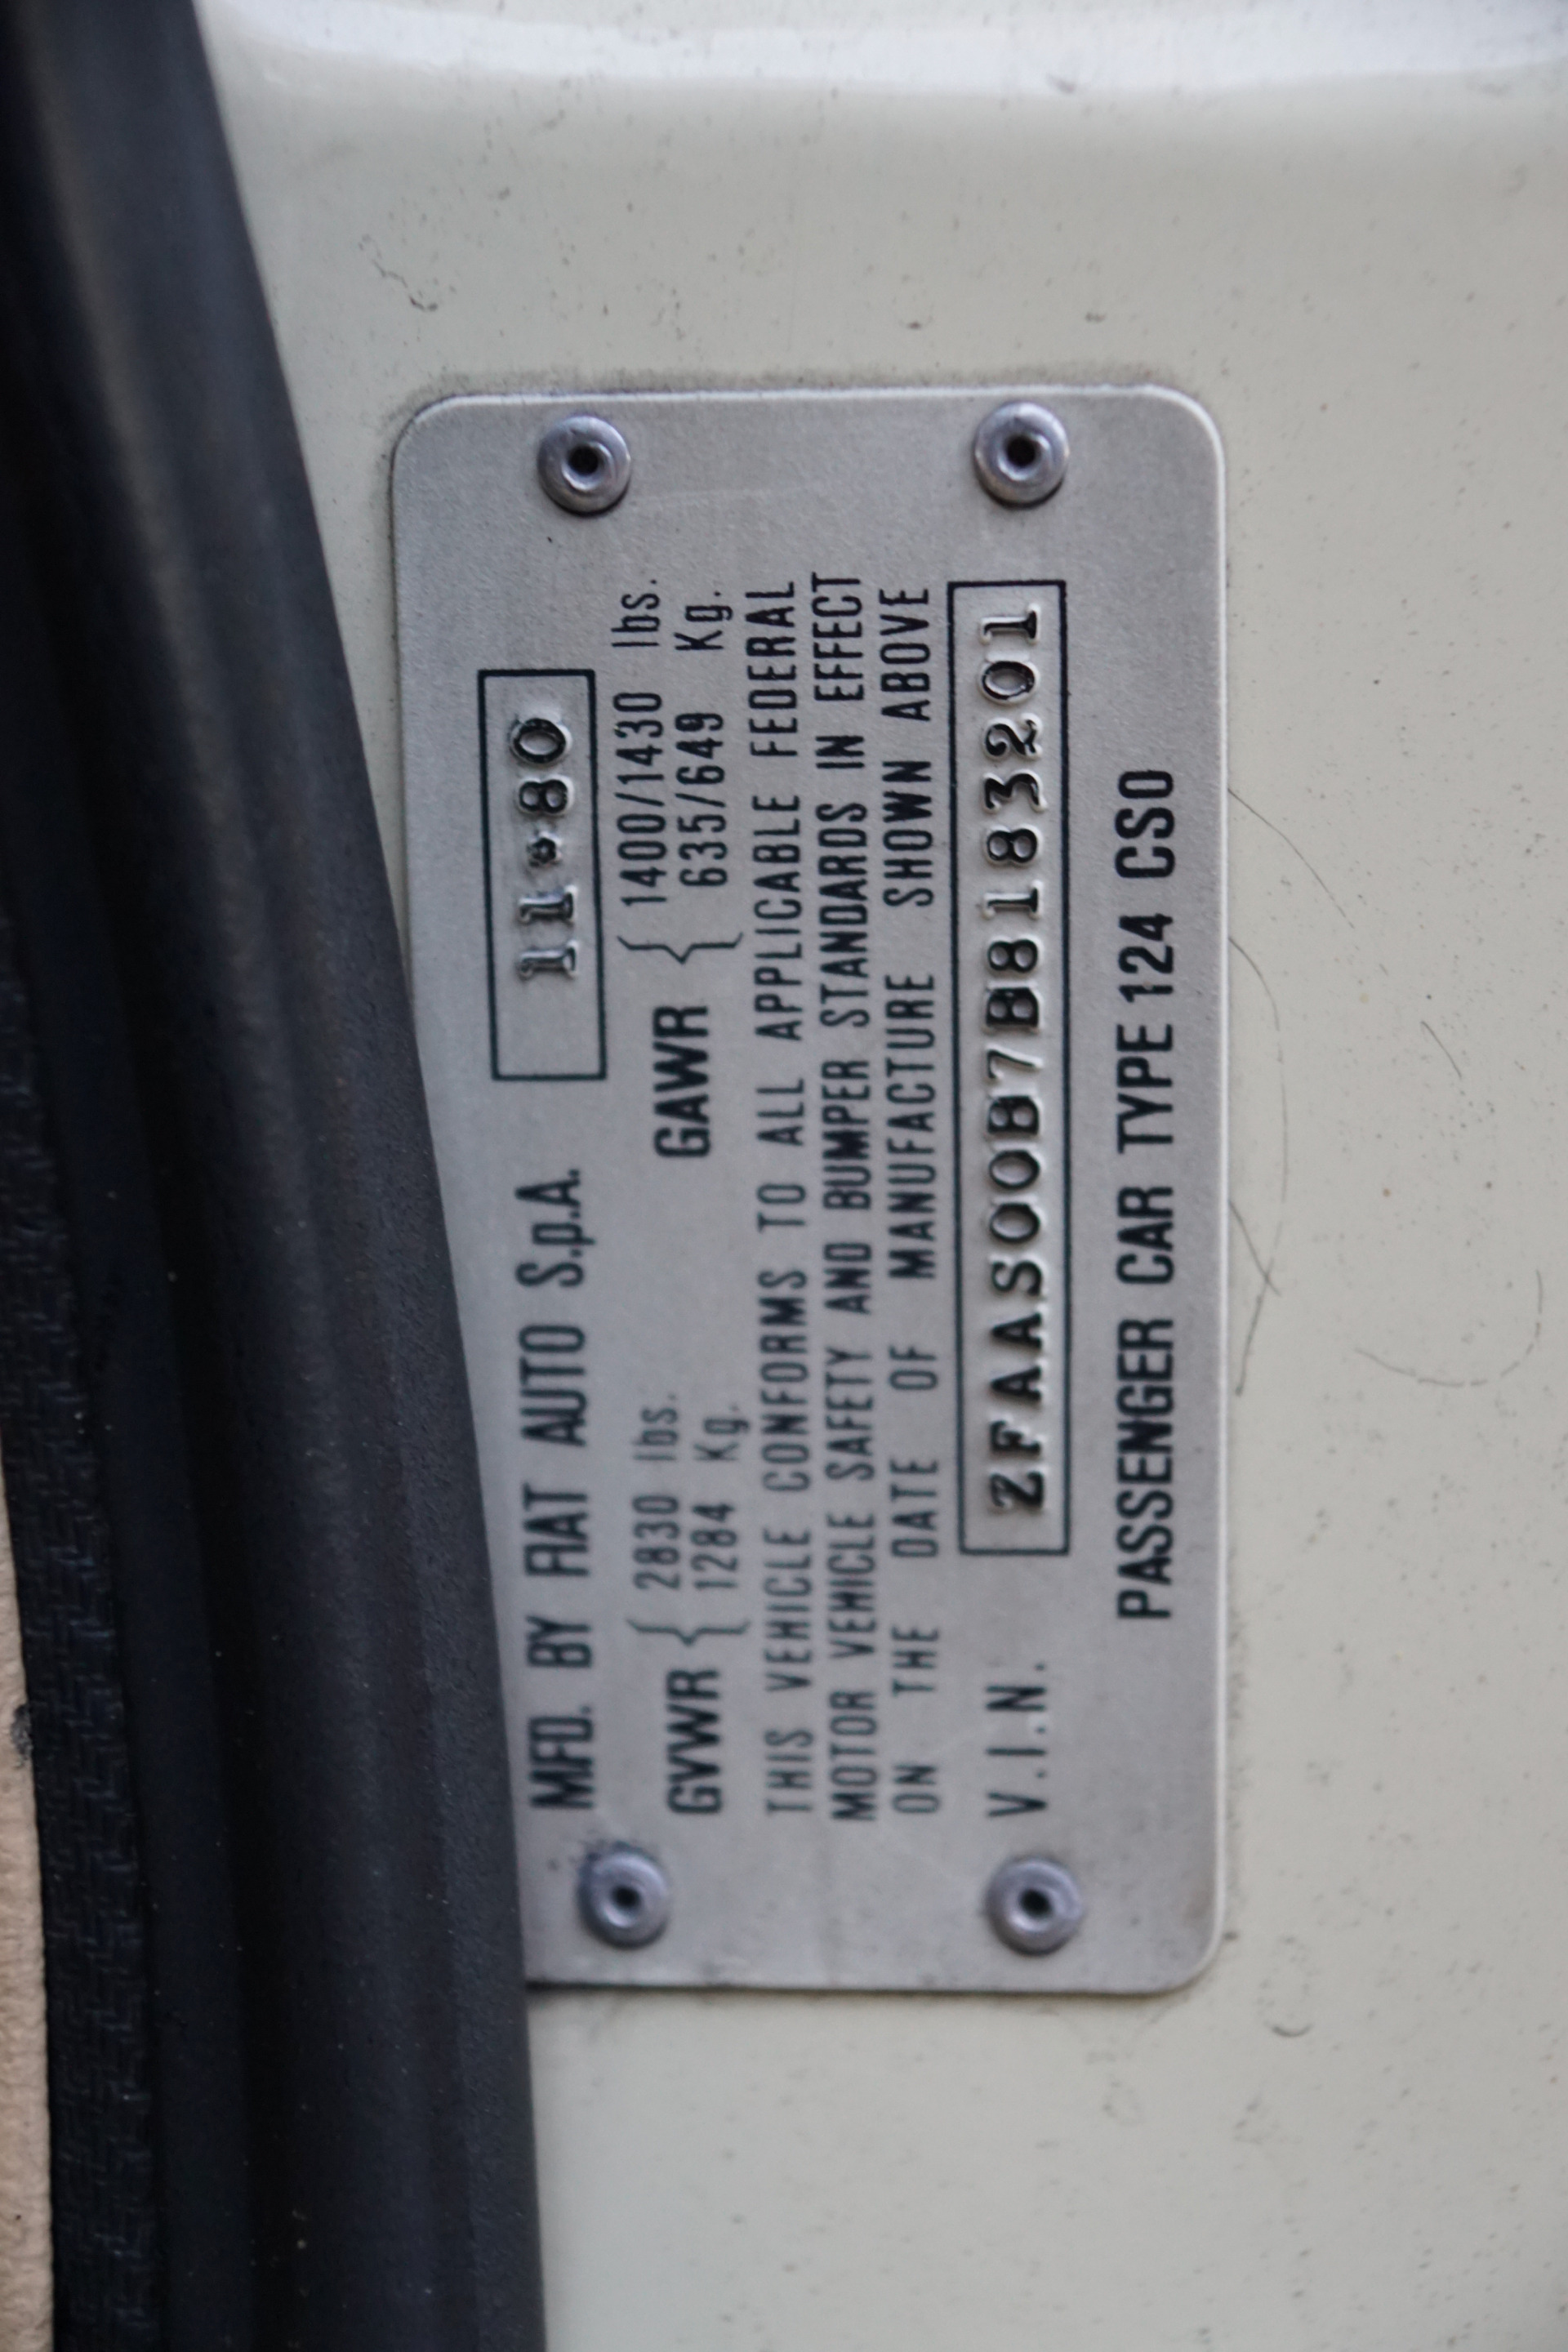 MFD. BY FIAT AUTO S.p.A. 11*80
GVWR { 2830 lbs. 1284 Kg. GAWR { 1400/1430 lbs. 635/649 Kg.
THIS VEHICLE CONFORMS TO ALL APPLICABLE FEDERAL
MOTOR VEHICLE SAFETY AND BUMPER STANDARDS IN EFFECT
ON THE DATE OF MANUFACTURE SHOWN ABOVE
V.I.N. ZFAAS00B7B8183201
PASSENGER CAR TYPE 124 CS0